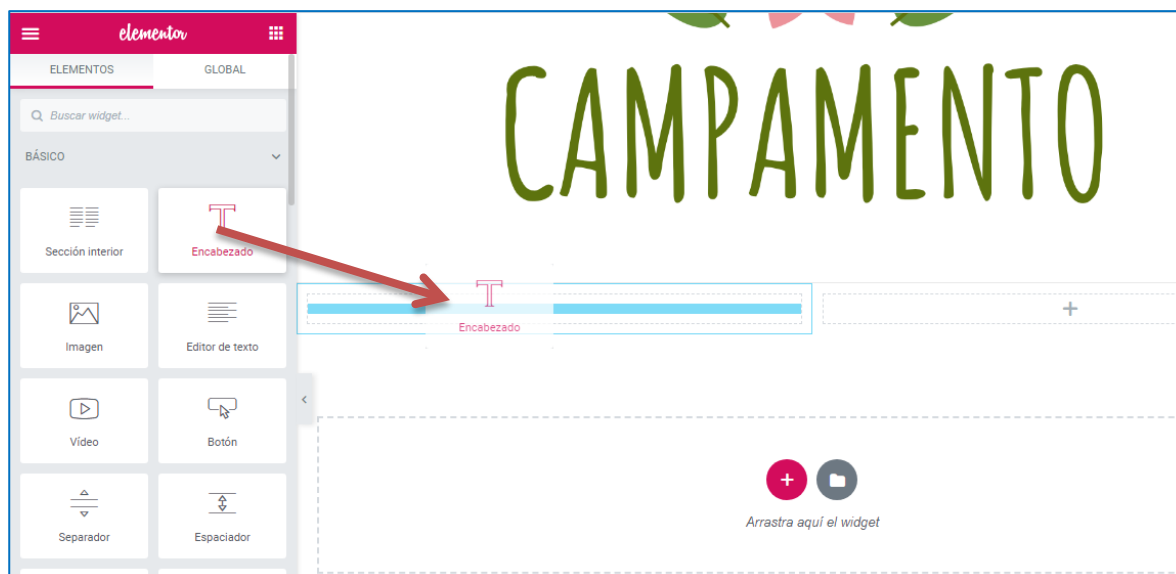 elementor
ELEMENTOS GLOBAL
Buscar widget...
BÁSICO
Sección interior Encabezado
Imagen Editor de texto
Vídeo Botón
Separador Espaciador
CAMPAMENTO
Encabezado
Arrastra aquí el widget